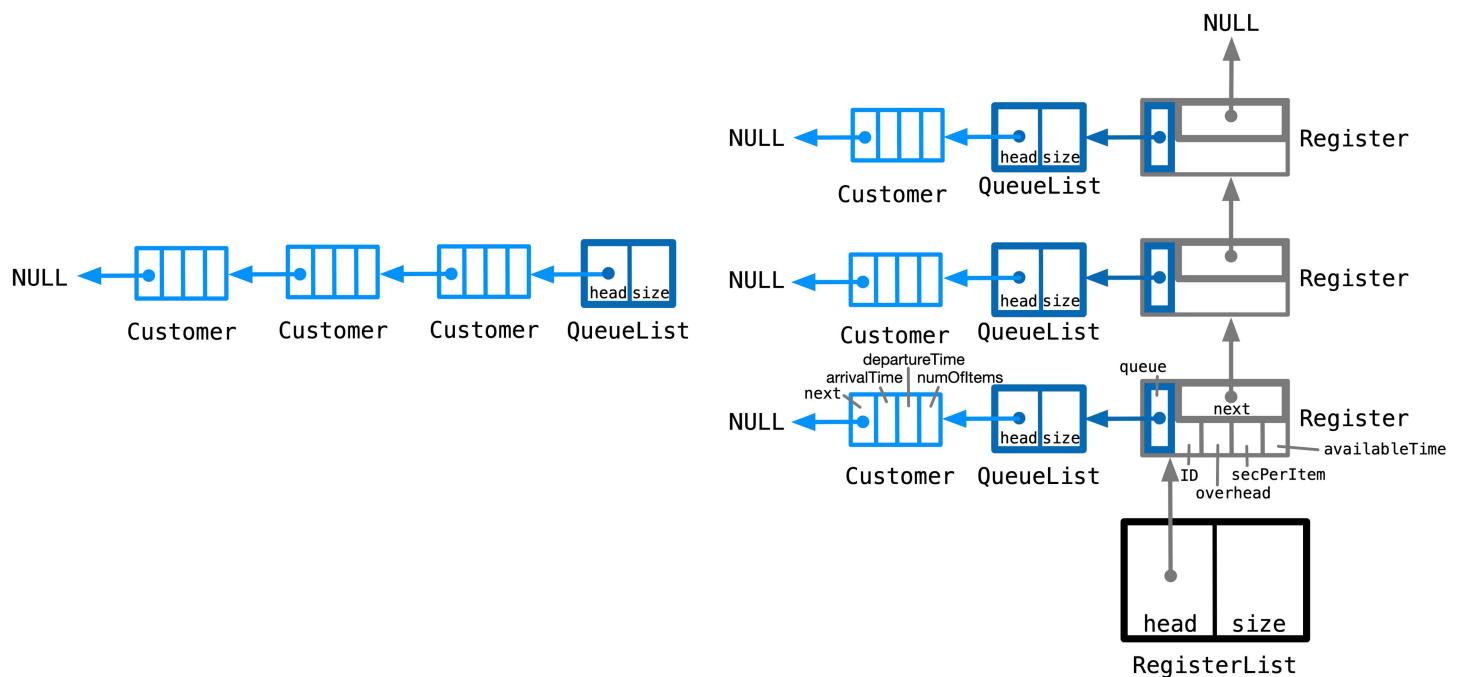 NULL
Customer
Customer
Customer
head size
QueueList
NULL
NULL
Customer
head size
QueueList
Register
NULL
Customer
head size
QueueList
Register
departureTime
arrivalTime
numOfItems
next
NULL
Customer
head size
QueueList
queue
next
Register
availableTime
ID
secPerItem
overhead
head size
RegisterList